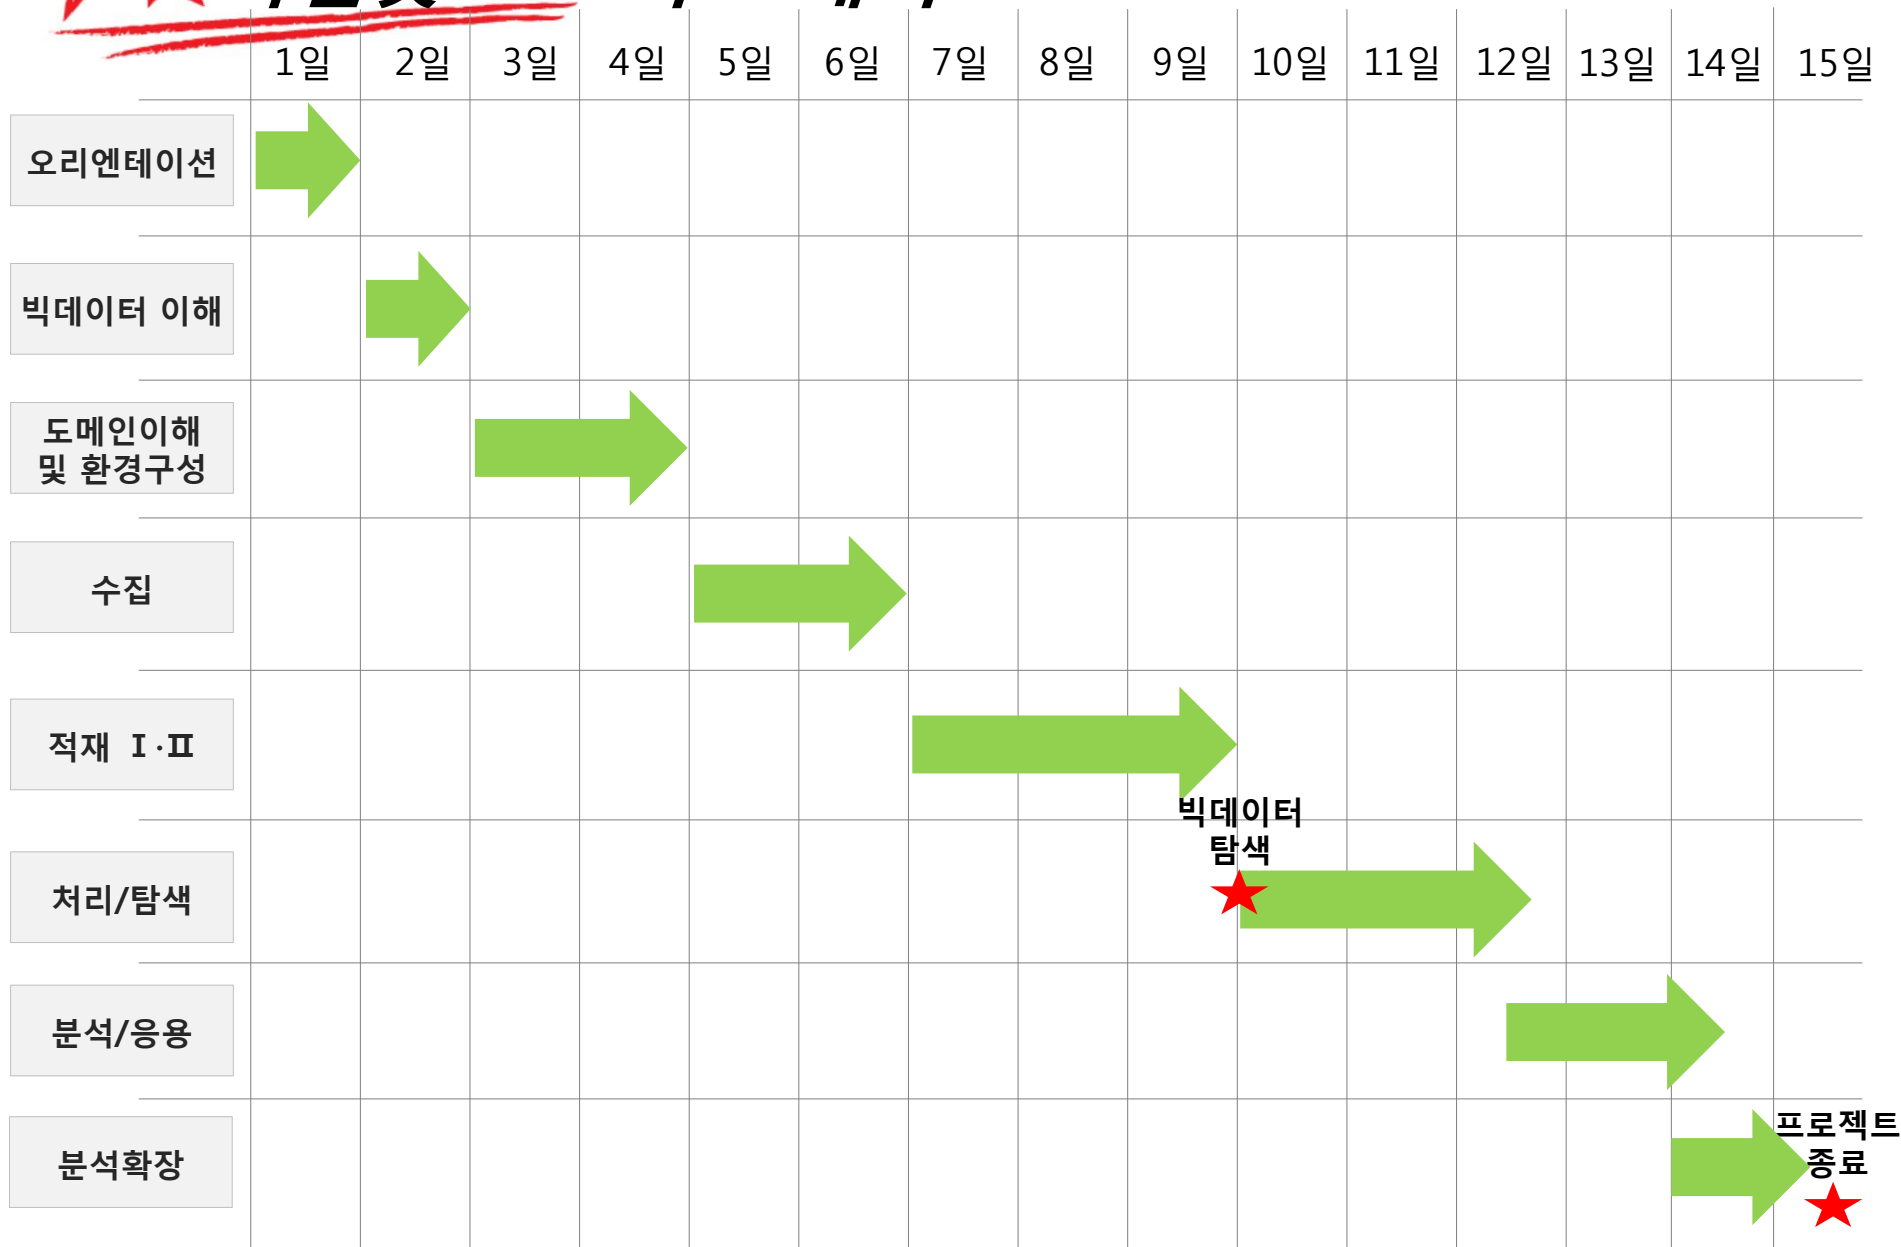 1일 2일 3일 4일 5일 6일 7일 8일 9일 10일 11일 12일 13일 14일 15일
오리엔테이션
빅데이터 이해
도메인이해
및 환경구성
수집
적재 Ⅰ·Ⅱ
빅데이터
탐색
처리/탐색
분석/응용
프로젝트
종료
분석확장